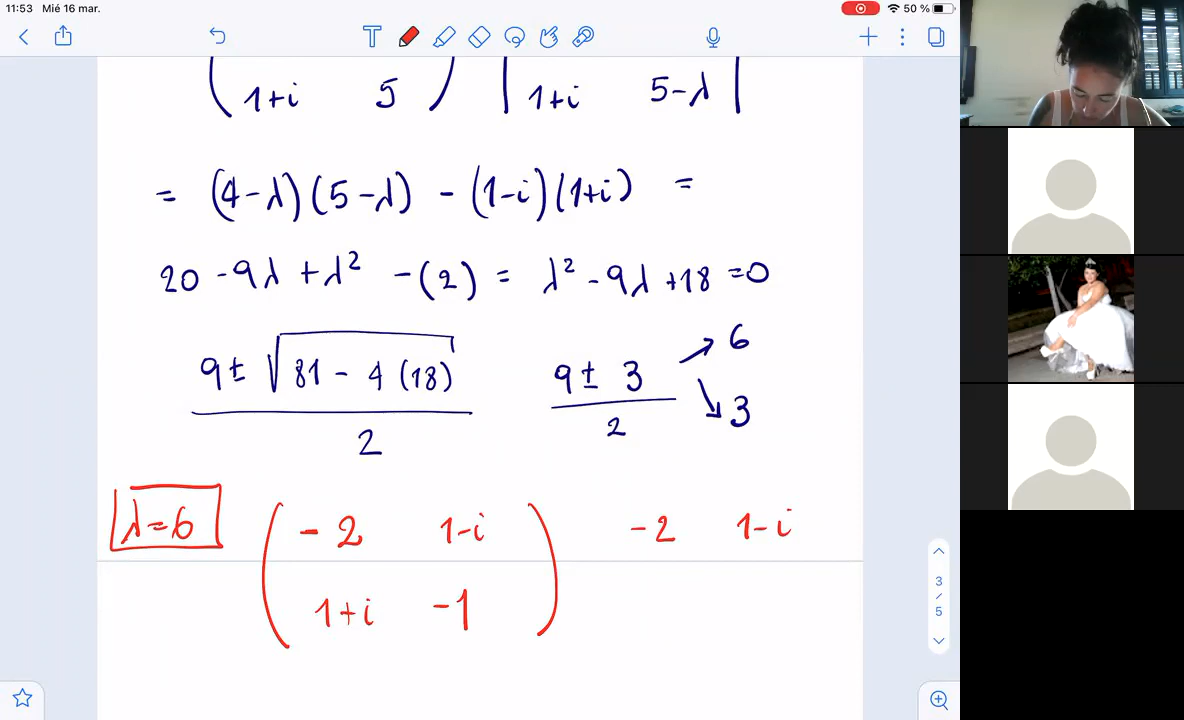 11:53 Mié 16 mar. 50 %
1+i 5 1+i 5-λ
= (4-λ)(5-λ) - (1-i)(1+i) =
20 -9λ +λ² -(2) = λ² -9λ +18 =0
9± √81 - 4 (18) 9± 3 → 6
2 2 ↘ 3
λ=6 -2 1-i -2 1-i
1+i -1
3
/
5